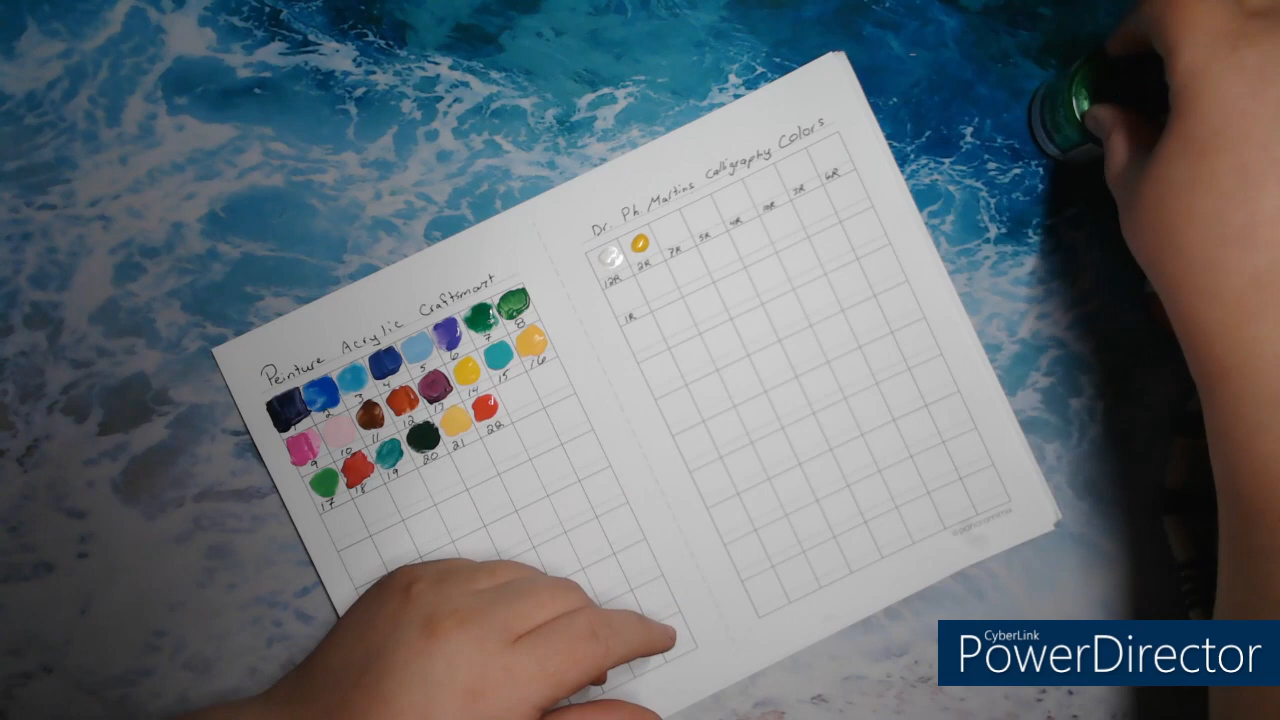 Peinture Acrylic Craftsmart
1 2 3 4 5 6 7 8
9 10 11 12 13 14 15 16
17 18 19 20 21 22
Dr. Ph. Martins Calligraphy Colors
12R 2R 7R 5R 4R 3R 6R
1R
CyberLink
PowerDirector